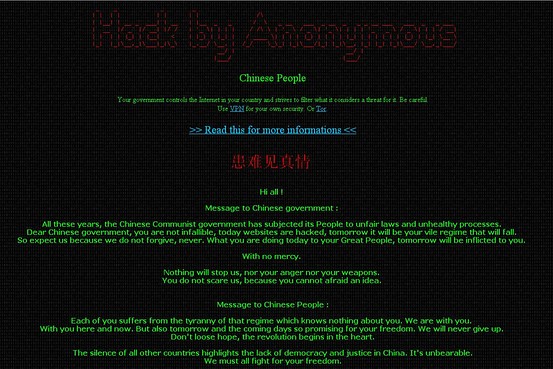 Hack by Anonymous
Chinese People
Your government controls the Internet in your country and strives to filter what it considers a threat for it. Be careful
Use VPN for your own security. Or Tor
>> Read this for more informations <<
患难见真情
Hi all !
Message to Chinese government :
All these years, the Chinese Communist government has subjected its People to unfair laws and unhealthy processes.
Dear Chinese government, you are not infallible, today websites are hacked, tomorrow it will be your vile regime that will fall.
So expect us because we do not forgive, never. What you are doing today to your Great People, tomorrow will be inflicted to you.
With no mercy.
Nothing will stop us, nor your anger nor your weapons.
You do not scare us, because you cannot afraid an idea.
Message to Chinese People :
Each of you suffers from the tyranny of that regime which knows nothing about you. We are with you.
With you here and now. But also tomorrow and the coming days so promising for your freedom. We will never give up.
Don't loose hope, the revolution begins in the heart.
The silence of all other countries highlights the lack of democracy and justice in China. It's unbearable.
We must all fight for your freedom.